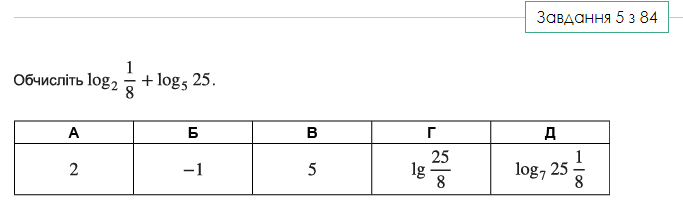 Завдання 5 з 84
Обчисліть log₂ 1/8 + log₅ 25.
А Б В Г Д
2 −1 5 lg 25/8 log₇ 25 1/8